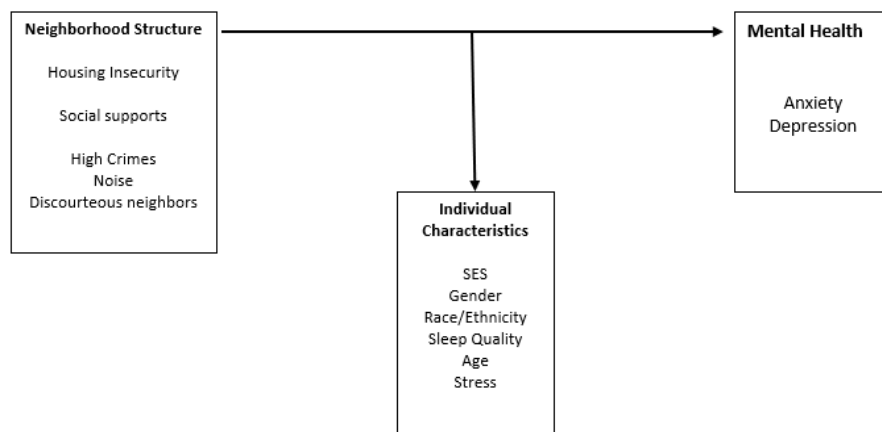 Neighborhood Structure
Housing Insecurity
Social supports
High Crimes
Noise
Discourteous neighbors
Mental Health
Anxiety
Depression
Individual
Characteristics
SES
Gender
Race/Ethnicity
Sleep Quality
Age
Stress